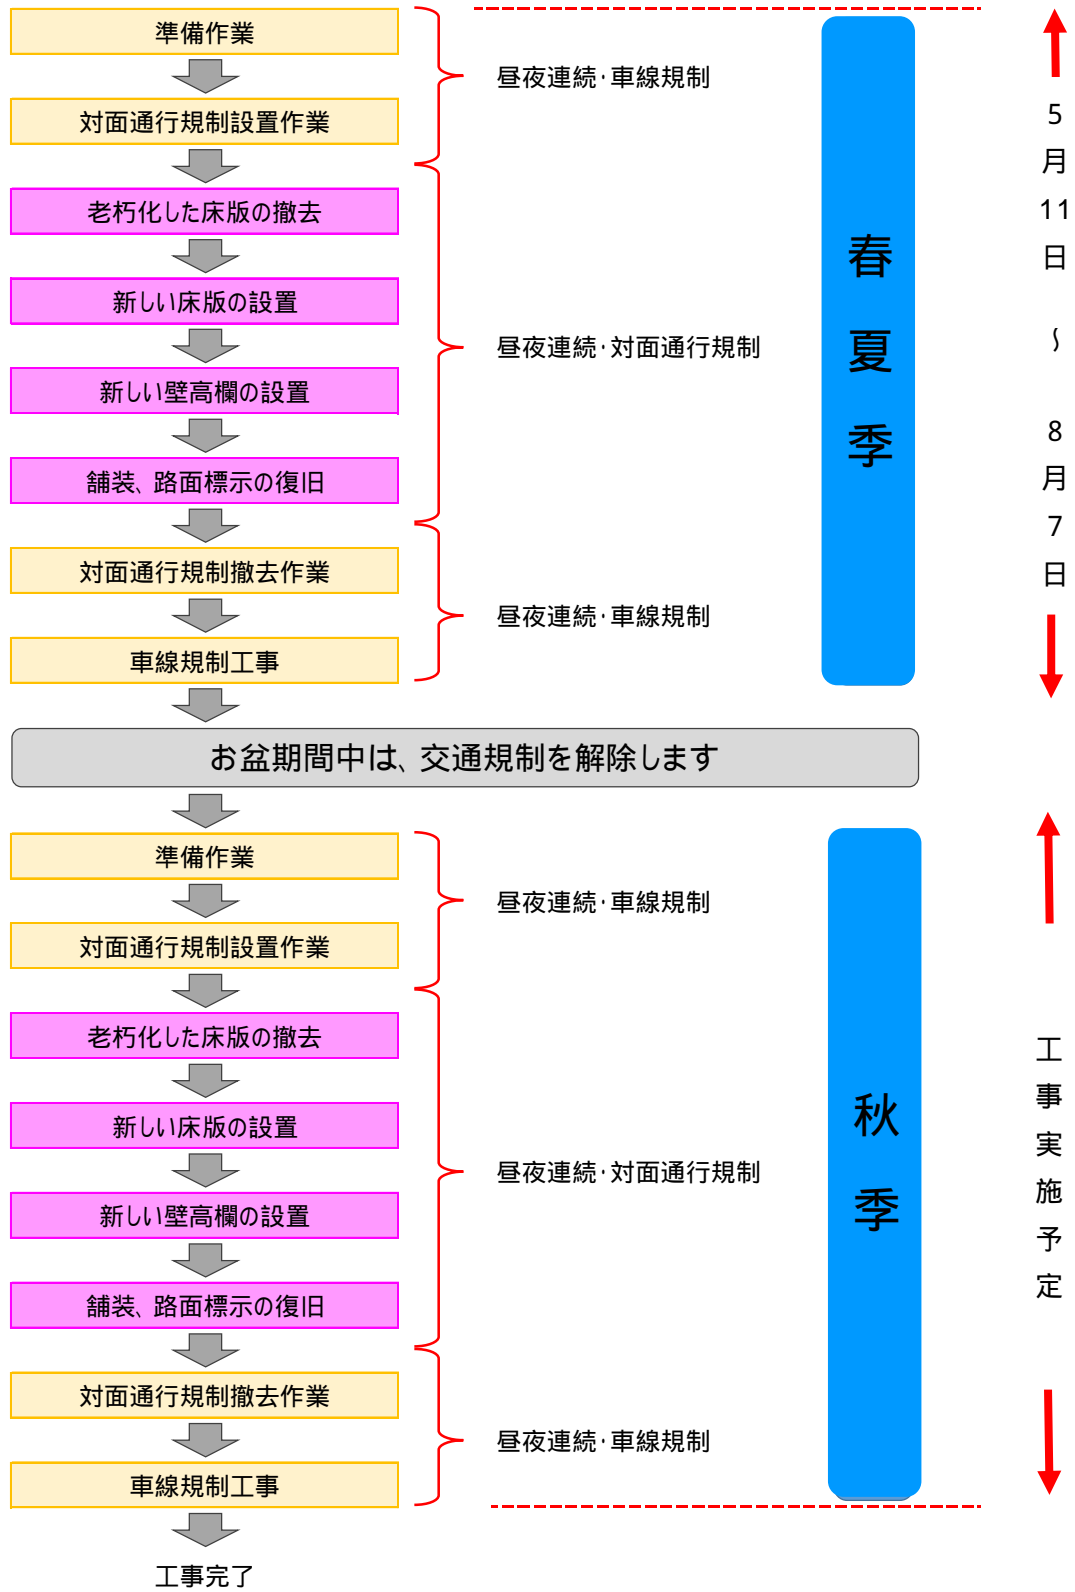 準備作業
対面通行規制設置作業
昼夜連続・車線規制
老朽化した床版の撤去
新しい床版の設置
新しい壁高欄の設置
舗装、路面標示の復旧
昼夜連続・対面通行規制
対面通行規制撤去作業
車線規制工事
昼夜連続・車線規制
春夏季
5月11日 ~ 8月7日
お盆期間中は、交通規制を解除します
準備作業
対面通行規制設置作業
昼夜連続・車線規制
老朽化した床版の撤去
新しい床版の設置
新しい壁高欄の設置
舗装、路面標示の復旧
昼夜連続・対面通行規制
対面通行規制撤去作業
車線規制工事
昼夜連続・車線規制
秋季
工事実施予定
工事完了